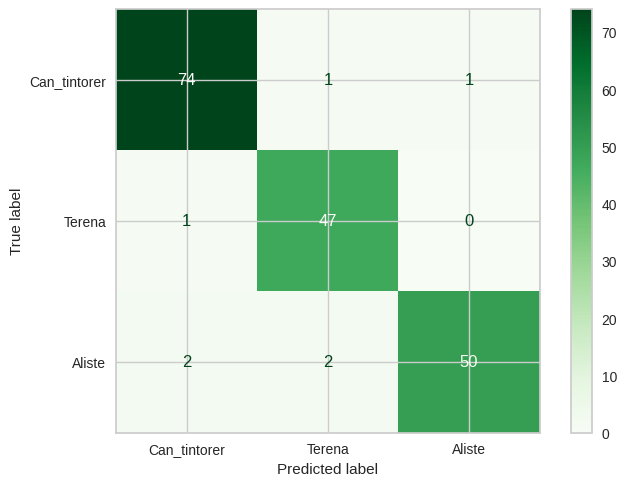 Can_tintorer 74 1 1
Terena 1 47 0
Aliste 2 2 50
Can_tintorer Terena Aliste
Predicted label
True label
70
60
50
40
30
20
10
0